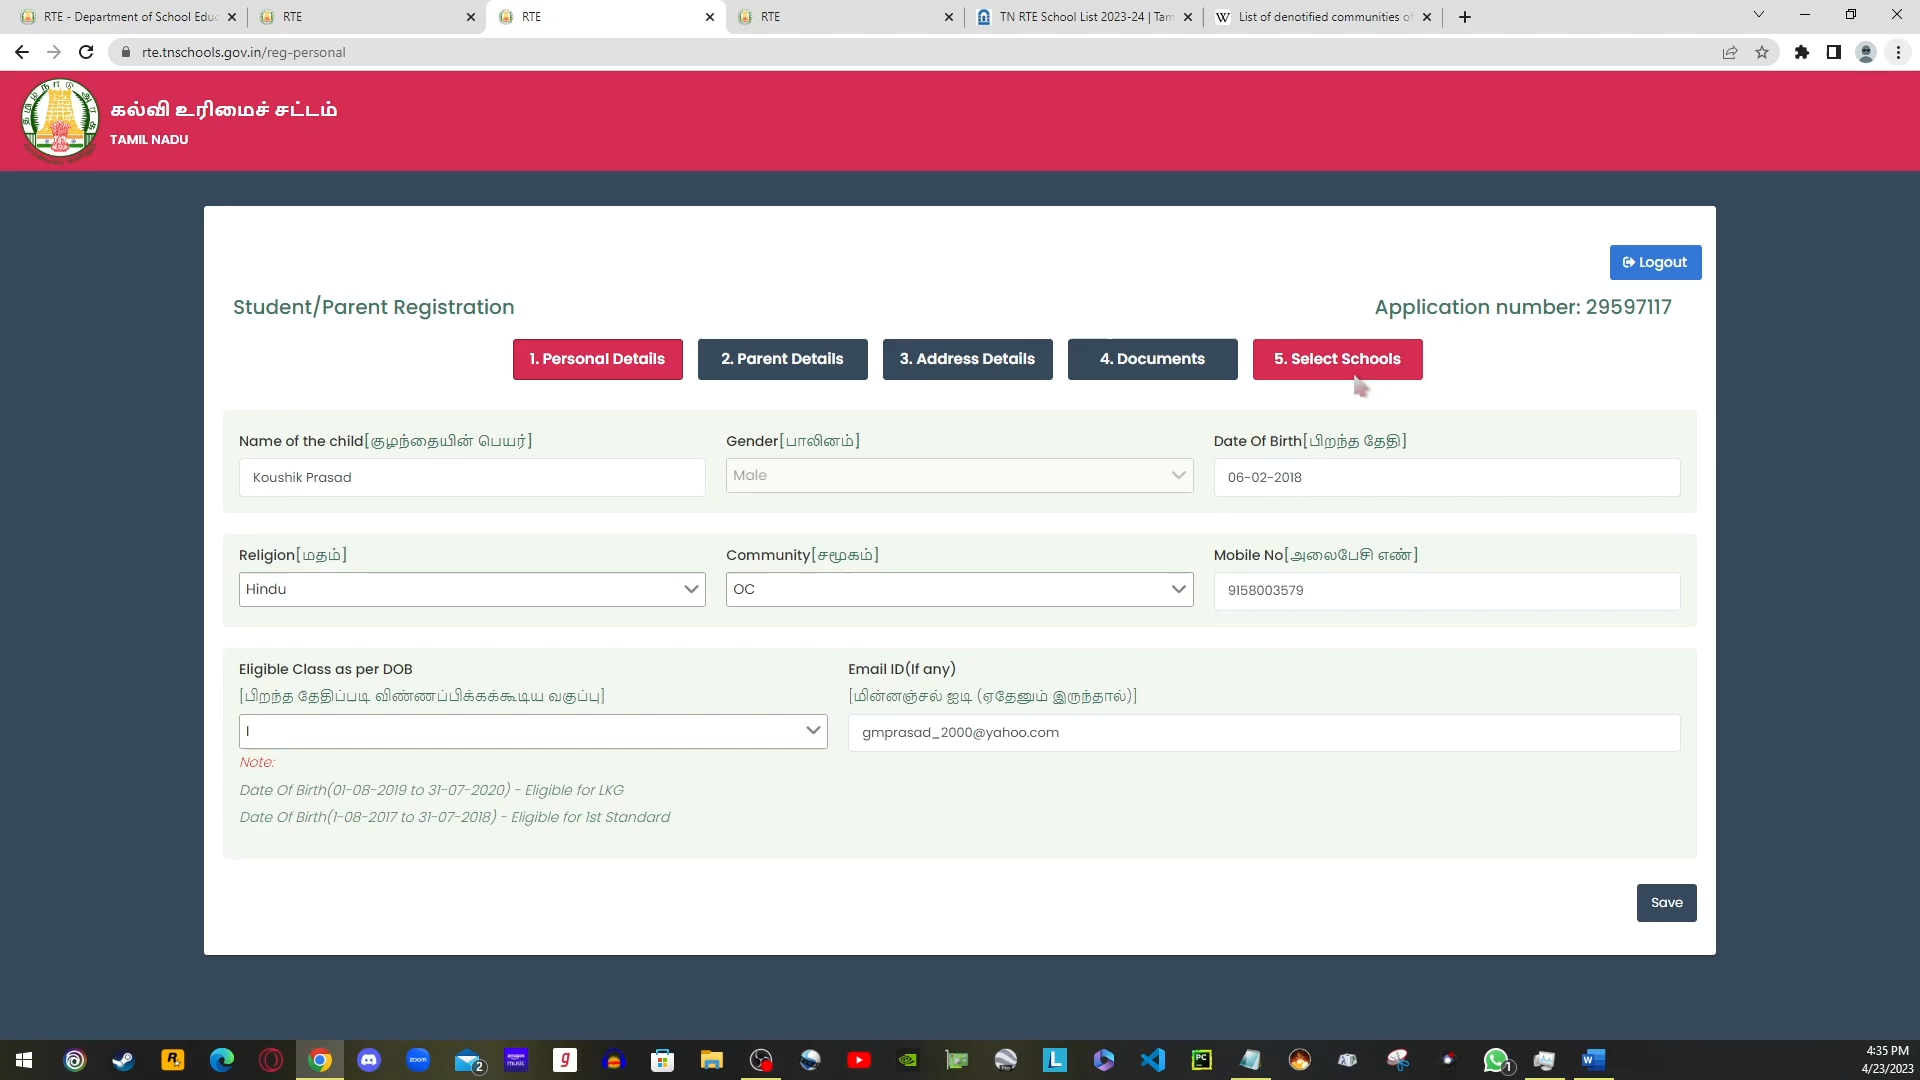 RTE - Department of School Educ
RTE
RTE
RTE
TN RTE School List 2023-24 | Tam
List of denotified communities of
rte.tnschools.gov.in/reg-personal
கல்வி உரிமைச் சட்டம்
TAMIL NADU
Logout
Student/Parent Registration
Application number: 29597117
1. Personal Details
2. Parent Details
3. Address Details
4. Documents
5. Select Schools
Name of the child[குழந்தையின் பெயர்]
Gender[பாலினம்]
Date Of Birth[பிறந்த தேதி]
Koushik Prasad
Male
06-02-2018
Religion[மதம்]
Community[சமூகம்]
Mobile No[அலைபேசி எண்]
Hindu
OC
9158003579
Eligible Class as per DOB
[பிறந்த தேதிப்படி விண்ணப்பிக்கக்கூடிய வகுப்பு]
Email ID(If any)
[மின்னஞ்சல் ஐடி (ஏதேனும் இருந்தால்)]
I
gmprasad_2000@yahoo.com
Note:
Date Of Birth(01-08-2019 to 31-07-2020) - Eligible for LKG
Date Of Birth(1-08-2017 to 31-07-2018) - Eligible for 1st Standard
Save
zoom
2
music
g
L
PC
1
W
4:35 PM
4/23/2023